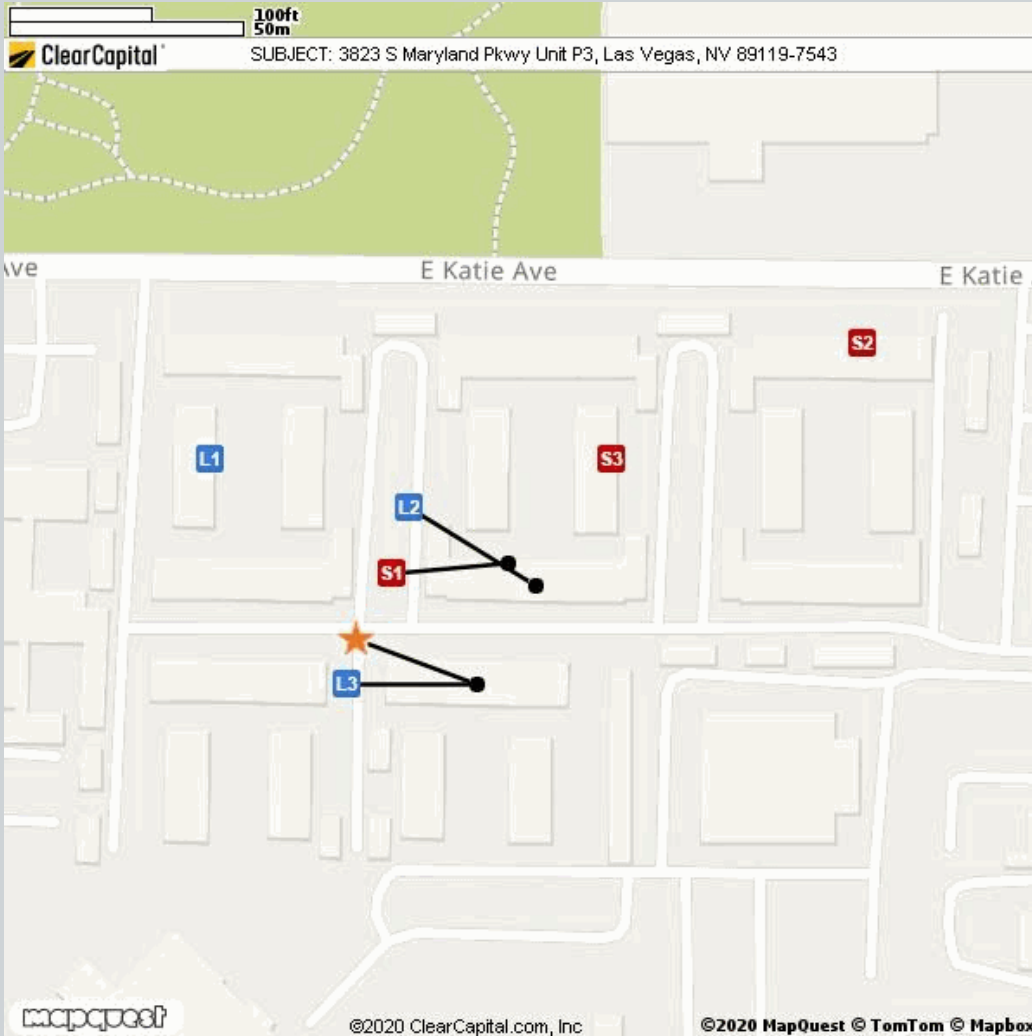 100ft
50m
ClearCapital SUBJECT: 3823 S Maryland Pkwy Unit P3, Las Vegas, NV 89119-7543
Ave E Katie Ave E Katie
S2
L1 S3
L2
S1
L3
mapquest ©2020 ClearCapital.com, Inc ©2020 MapQuest © TomTom © Mapbox